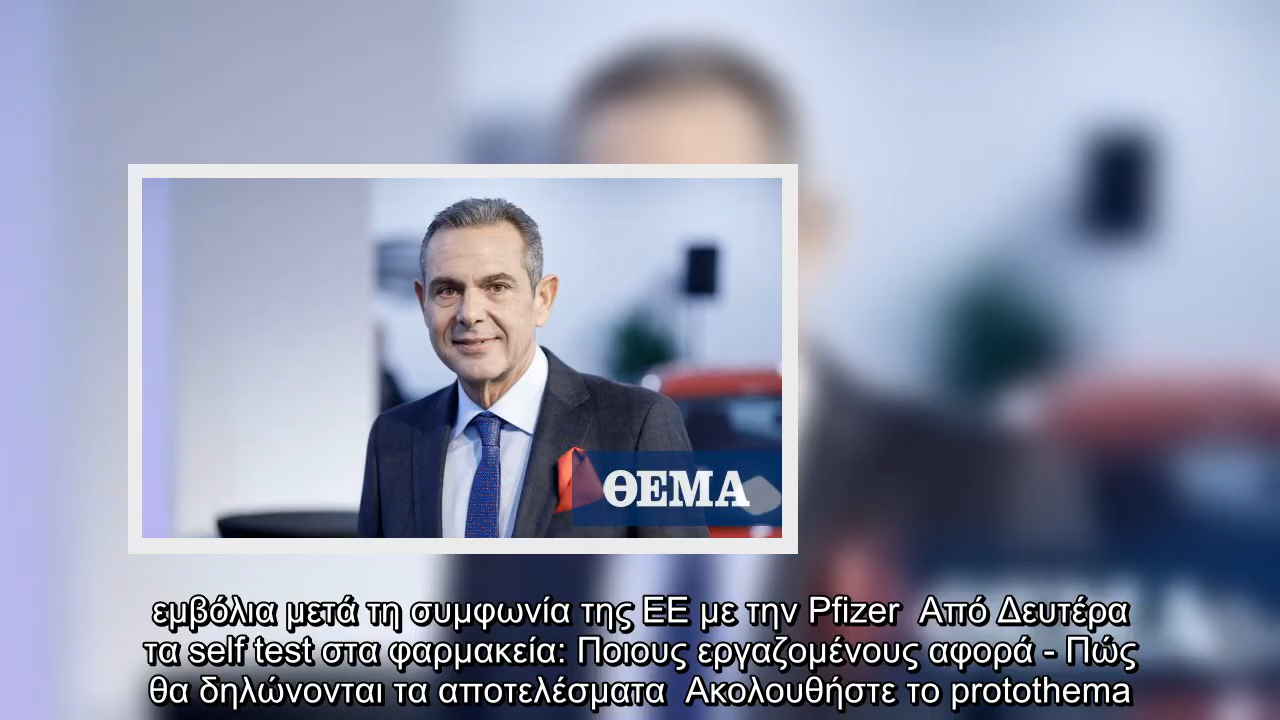 ΘΕΜΑ
εμβόλια μετά τη συμφωνία της ΕΕ με την Pfizer Από Δευτέρα
τα self test στα φαρμακεία: Ποιους εργαζομένους αφορά - Πώς
θα δηλώνονται τα αποτελέσματα Ακολουθήστε το protothema